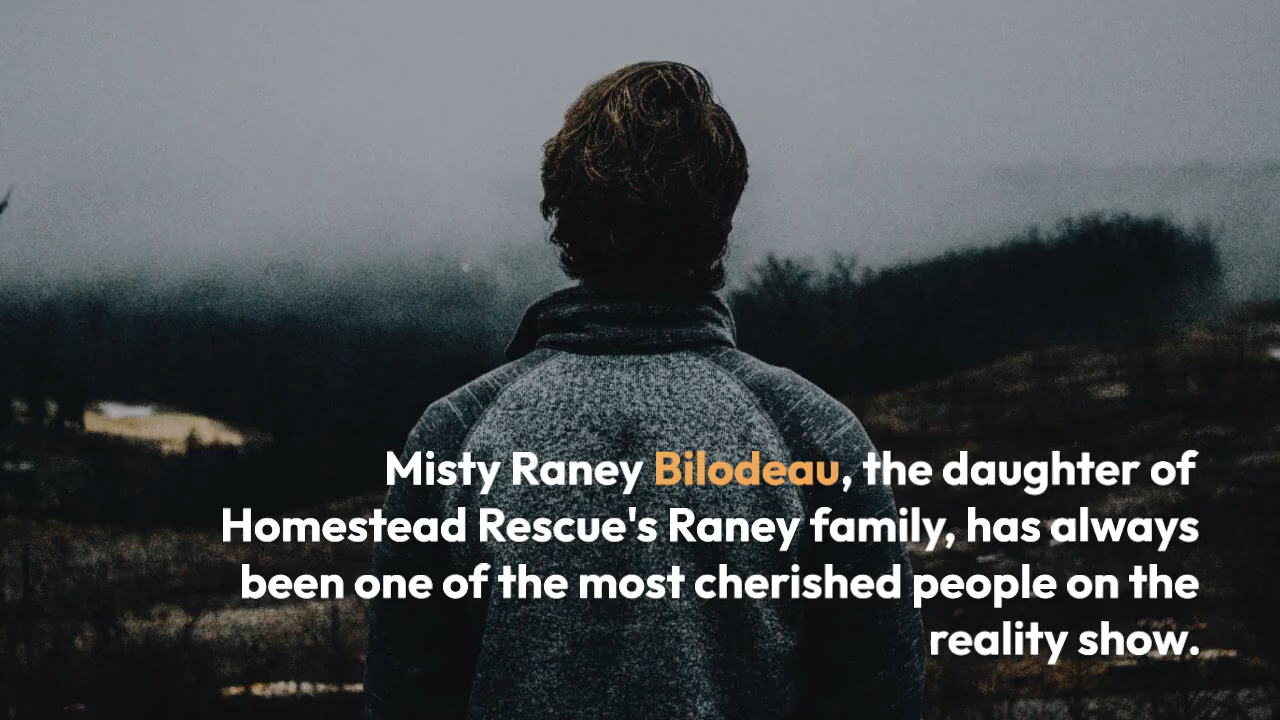 Misty Raney Bilodeau, the daughter of
Homestead Rescue's Raney family, has always
been one of the most cherished people on the
reality show.